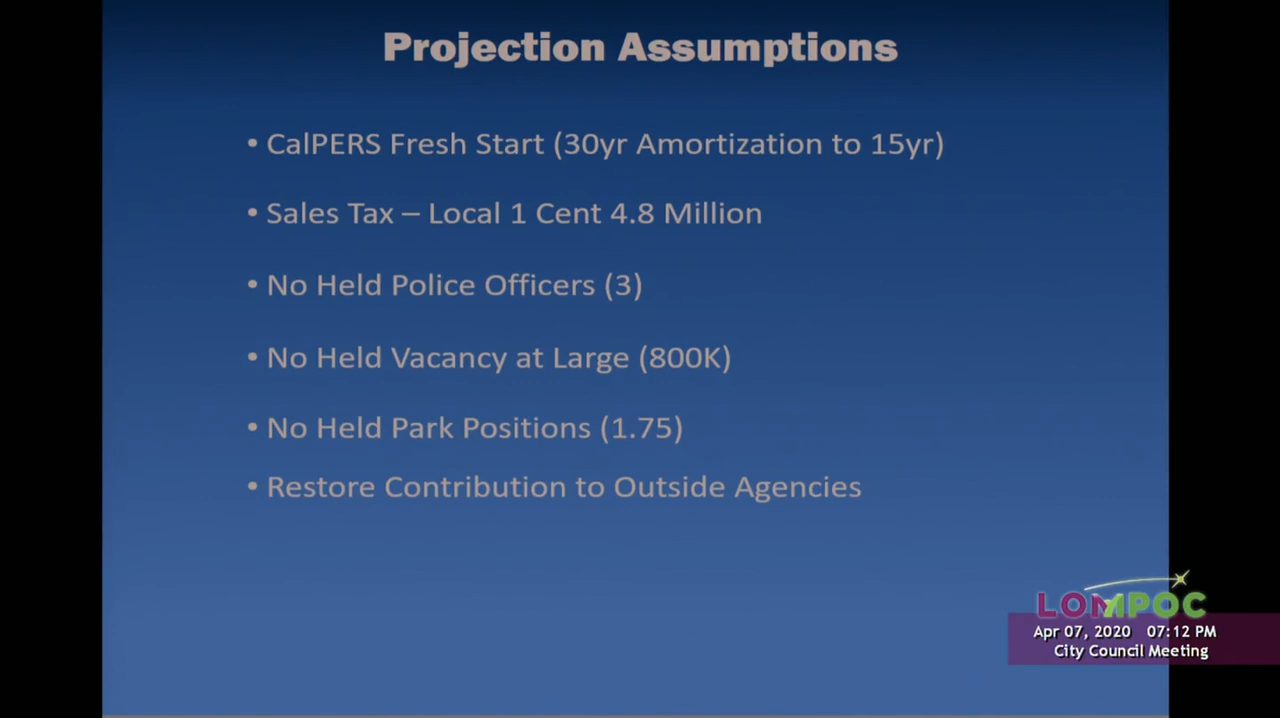 Projection Assumptions
• CalPERS Fresh Start (30yr Amortization to 15yr)
• Sales Tax – Local 1 Cent 4.8 Million
• No Held Police Officers (3)
• No Held Vacancy at Large (800K)
• No Held Park Positions (1.75)
• Restore Contribution to Outside Agencies
LOMPOC
Apr 07, 2020 07:12 PM
City Council Meeting